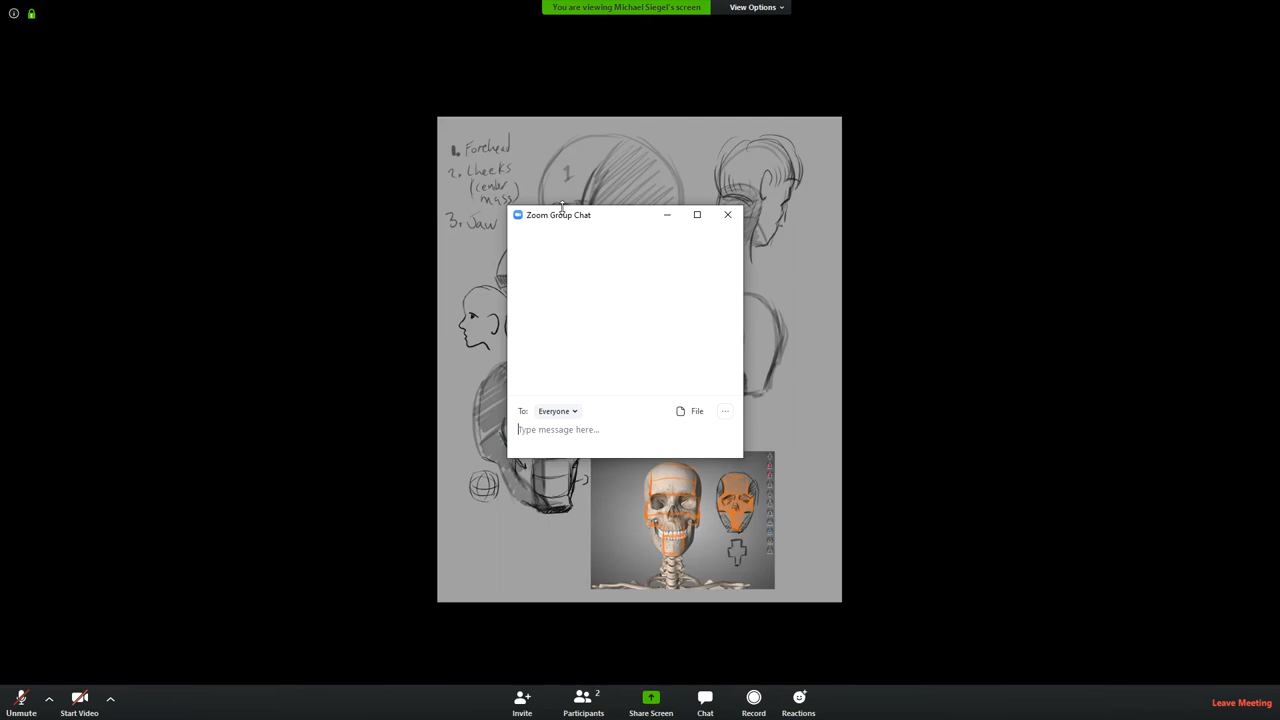 You are viewing Michael Siegel's screen
View Options
1. Forehead
2. Cheeks
(center
mass)
3. Jaw
1
Zoom Group Chat
To: Everyone
File
Type message here...
Unmute
Start Video
Invite
Participants
2
Share Screen
Chat
Record
Reactions
Leave Meeting